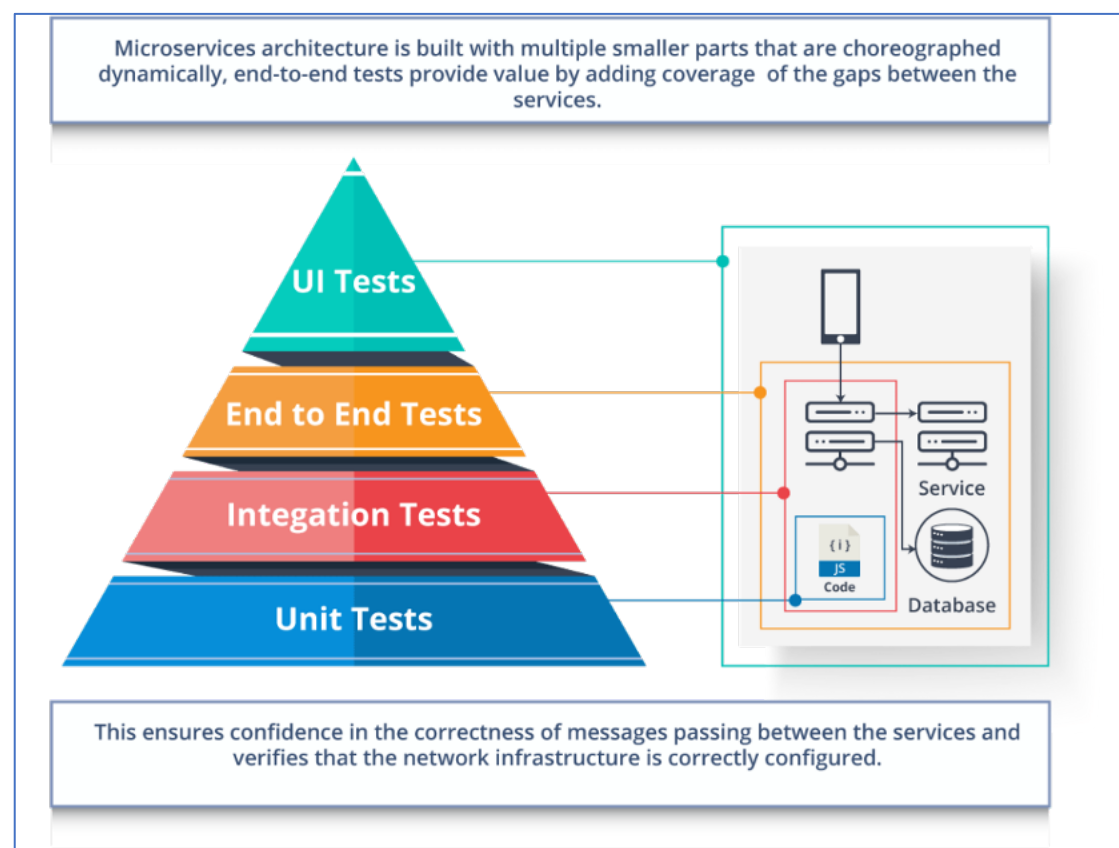 Microservices architecture is built with multiple smaller parts that are choreographed
dynamically, end-to-end tests provide value by adding coverage of the gaps between the
services.
UI Tests
End to End Tests
Integation Tests
Unit Tests
Service
{i}
JS
Code
Database
This ensures confidence in the correctness of messages passing between the services and
verifies that the network infrastructure is correctly configured.